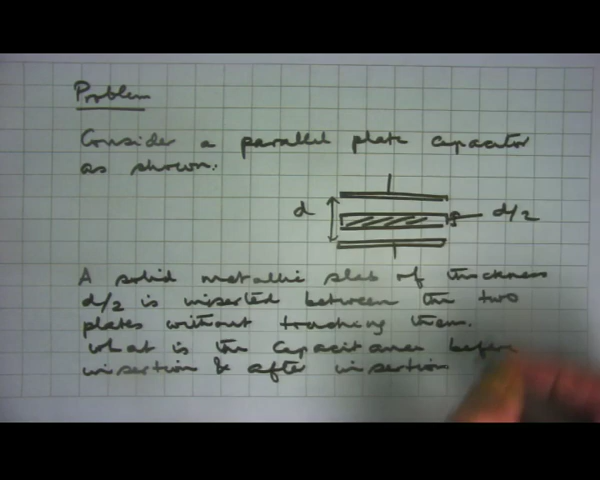 Problem
Consider a parallel plate capacitor
as shown.
d
d/2
A solid metallic slab of thickness
d/2 is inserted between the two
plates without touching them.
What is the capacitance before
insertion & after insertion.